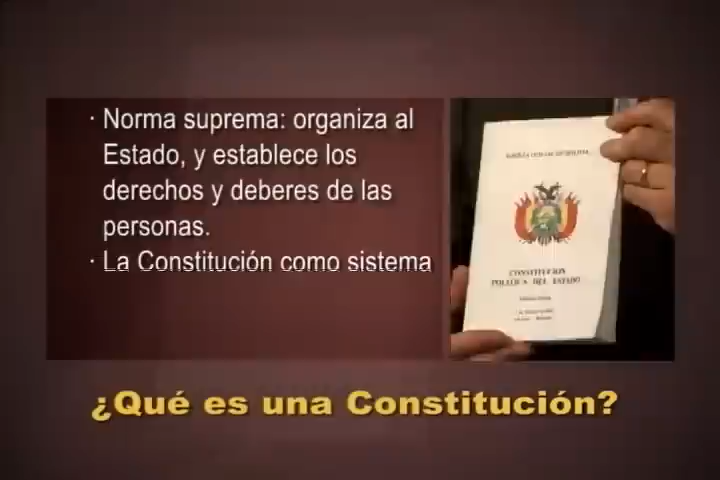 · Norma suprema: organiza al
Estado, y establece los
derechos y deberes de las
personas.
· La Constitución como sistema
CONSTITUCION
POLITICA DEL ESTADO
¿Qué es una Constitución?